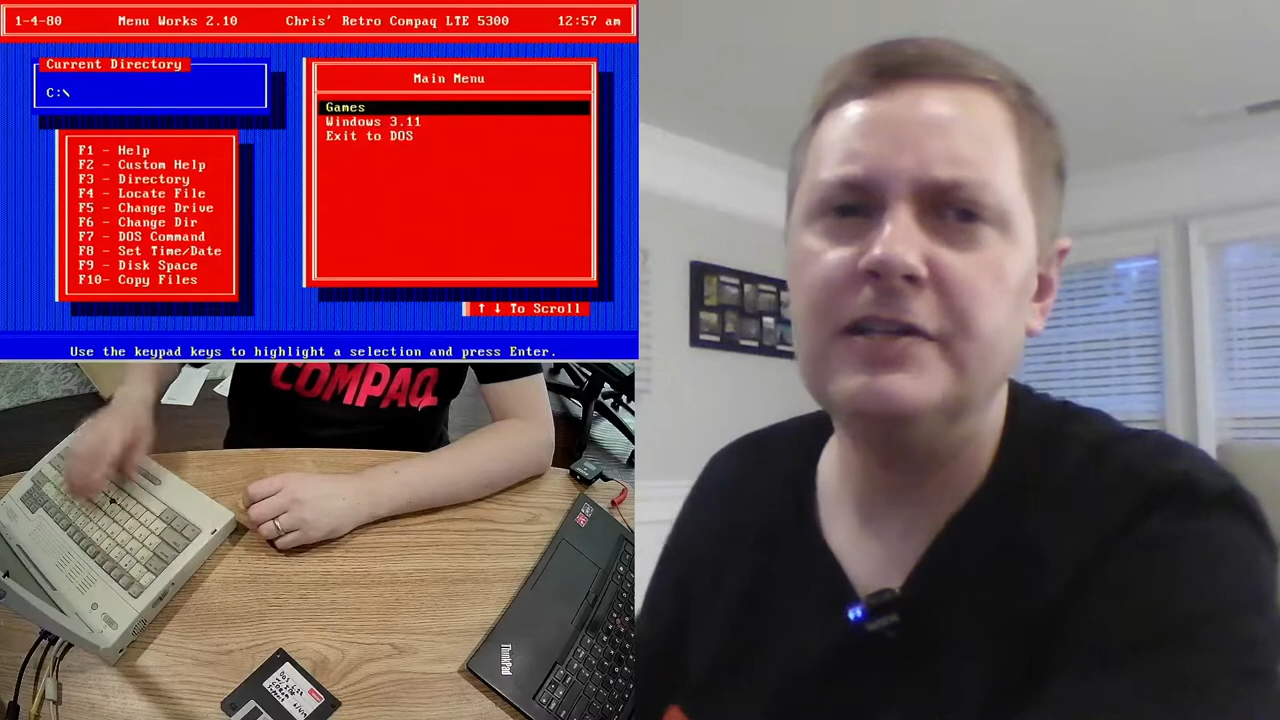 1-4-80 Menu Works 2.10 Chris' Retro Compaq LTE 5300 12:57 am
Current Directory
C:\
F1 - Help
F2 - Custom Help
F3 - Directory
F4 - Locate File
F5 - Change Drive
F6 - Change Dir
F7 - DOS Command
F8 - Set Time/Date
F9 - Disk Space
F10- Copy Files
Main Menu
Games
Windows 3.11
Exit to DOS
↑ ↓ To Scroll
Use the keypad keys to highlight a selection and press Enter.
COMPAQ
ThinkPad
DOS 6.22